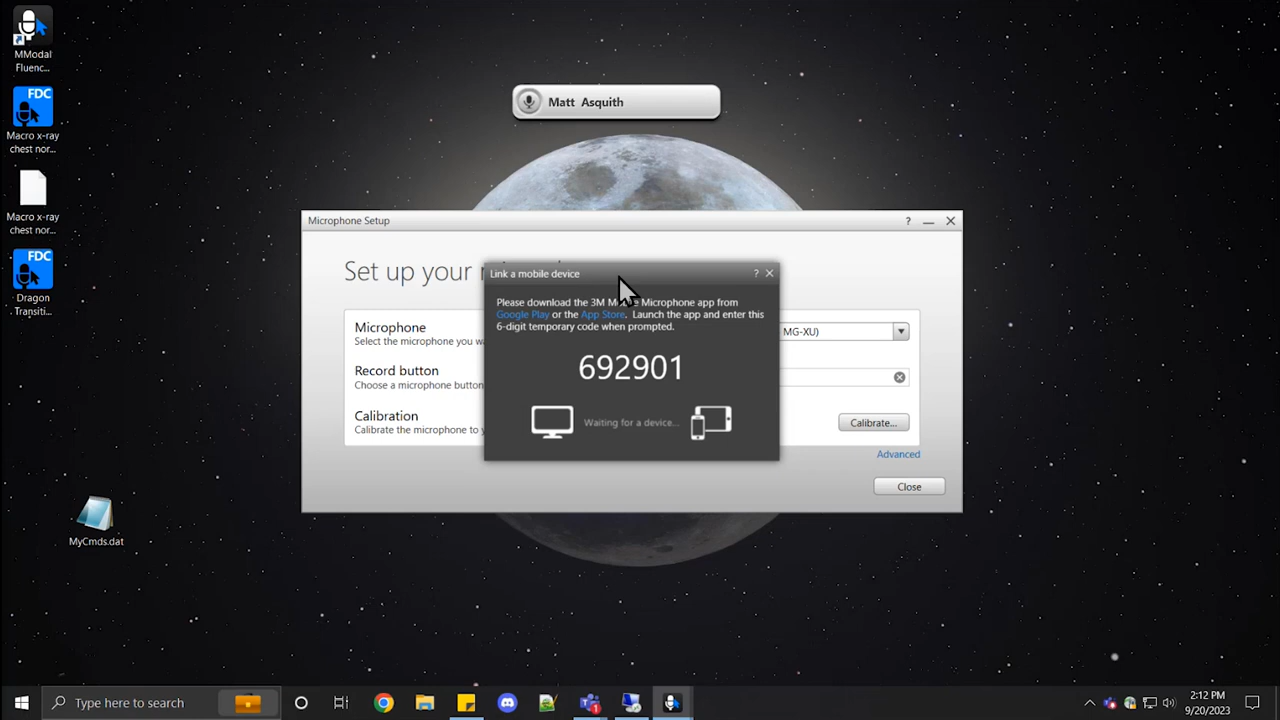 MModal
Fluenc...
FDC
Macro x-ray
chest nor...
Macro x-ray
chest nor...
FDC
Dragon
Transiti...
MyCmds.dat
Matt Asquith
Microphone Setup
?
Set up your
Microphone
Select the microphone you wa
MG-XU)
Record button
Choose a microphone button
Calibration
Calibrate the microphone to y
Calibrate...
Advanced
Close
Link a mobile device
?
Please download the 3M Microphone app from
Google Play or the App Store. Launch the app and enter this
6-digit temporary code when prompted.
692901
Waiting for a device...
Type here to search
2:12 PM
9/20/2023